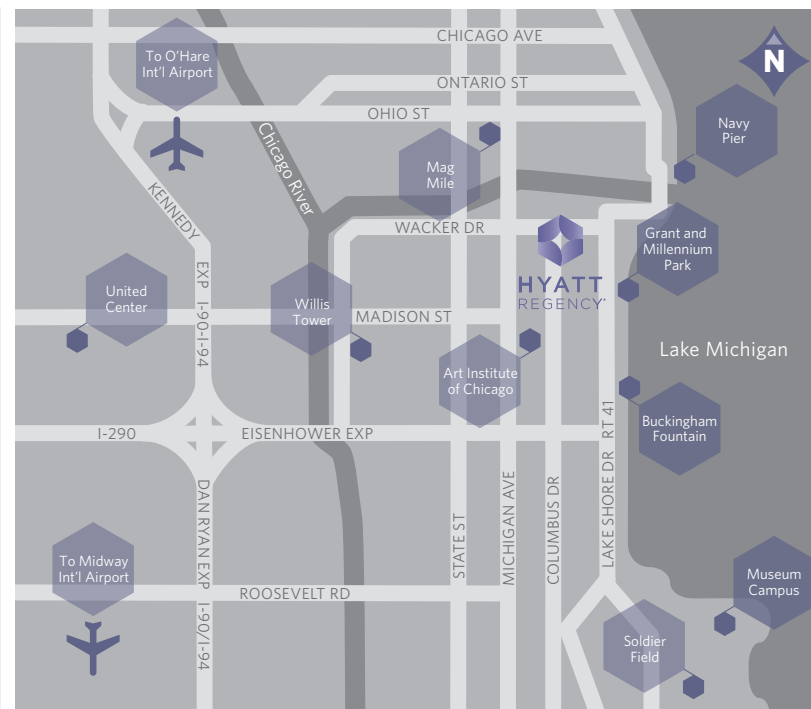 CHICAGO AVE
To O'Hare
Int'l Airport
N
ONTARIO ST
OHIO ST
Navy
Pier
Chicago River
Mag
Mile
KENNEDY
WACKER DR
Grant and
Millennium
Park
HYATT
REGENCY®
EXP I-90-I-94
United
Center
Willis
Tower
MADISON ST
Lake Michigan
Art Institute
of Chicago
Buckingham
Fountain
I-290
EISENHOWER EXP
LAKE SHORE DR RT 41
DAN RYAN EXP I-90/I-94
STATE ST
MICHIGAN AVE
COLUMBUS DR
To Midway
Int'l Airport
ROOSEVELT RD
Museum
Campus
Soldier
Field